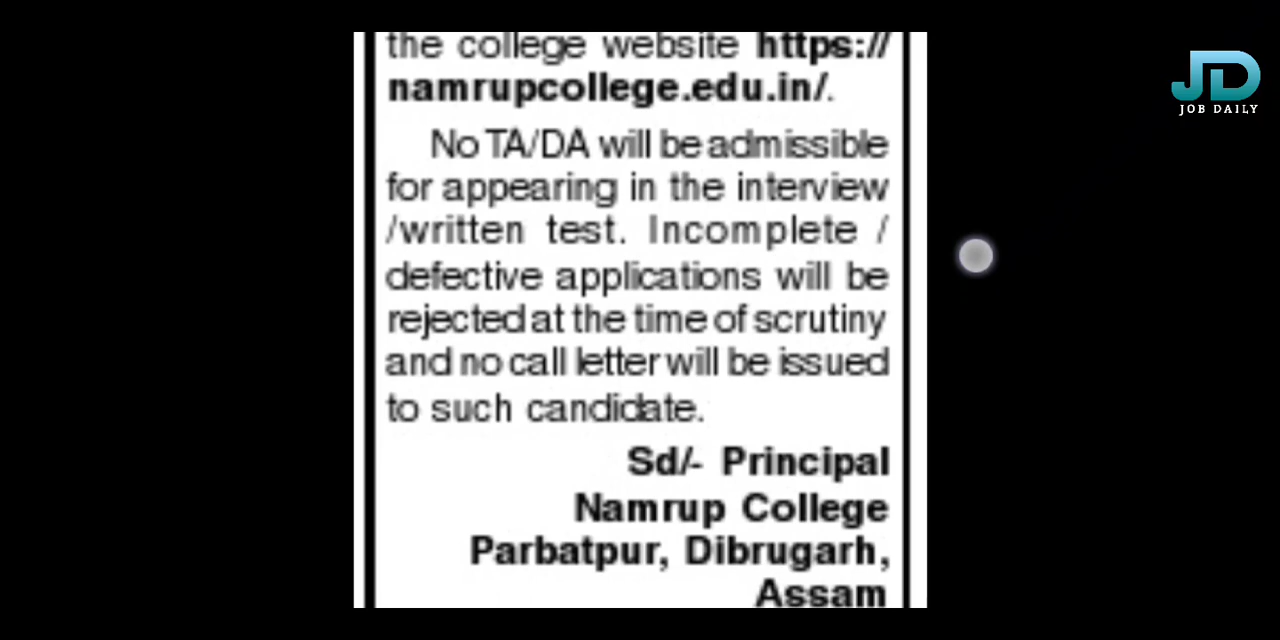 the college website https://
namrupcollege.edu.in/.
No TA/DA will be admissible
for appearing in the interview
/written test. Incomplete /
defective applications will be
rejected at the time of scrutiny
and no call letter will be issued
to such candidate.
Sd/- Principal
Namrup College
Parbatpur, Dibrugarh,
Assam
JD
JOB DAILY